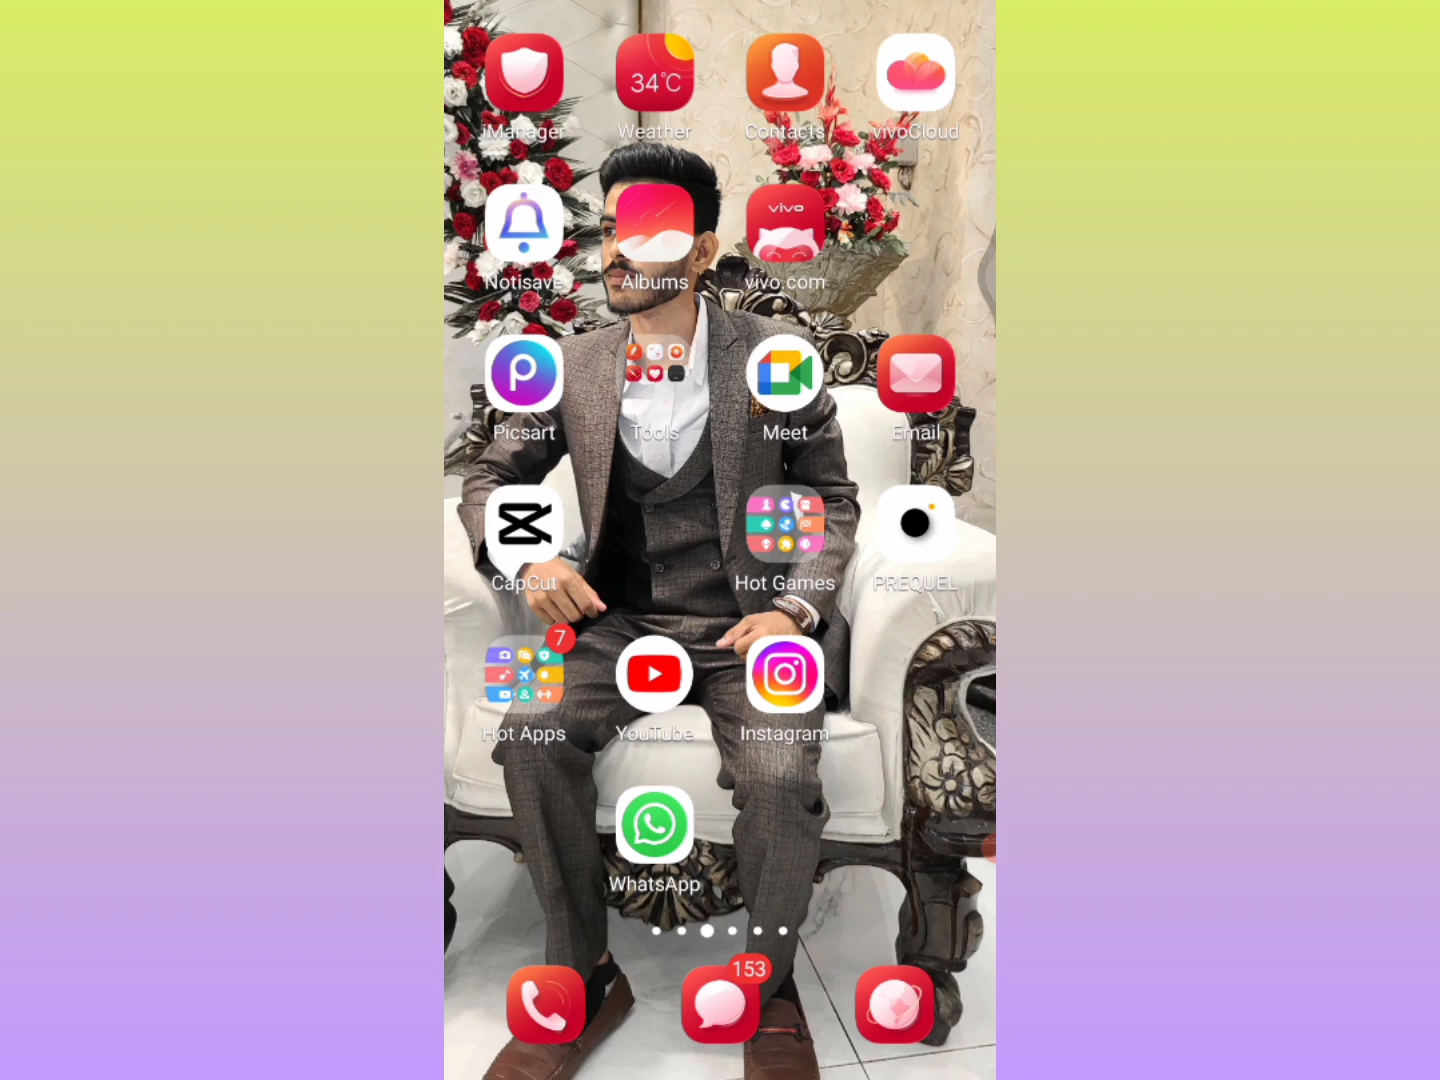 34°C
iManager
Weather
Contacts
vivoCloud
vivo
Notisave
Albums
vivo.com
Picsart
Tools
Meet
Email
CapCut
Hot Games
PREQUEL
7
Hot Apps
YouTube
Instagram
WhatsApp
153